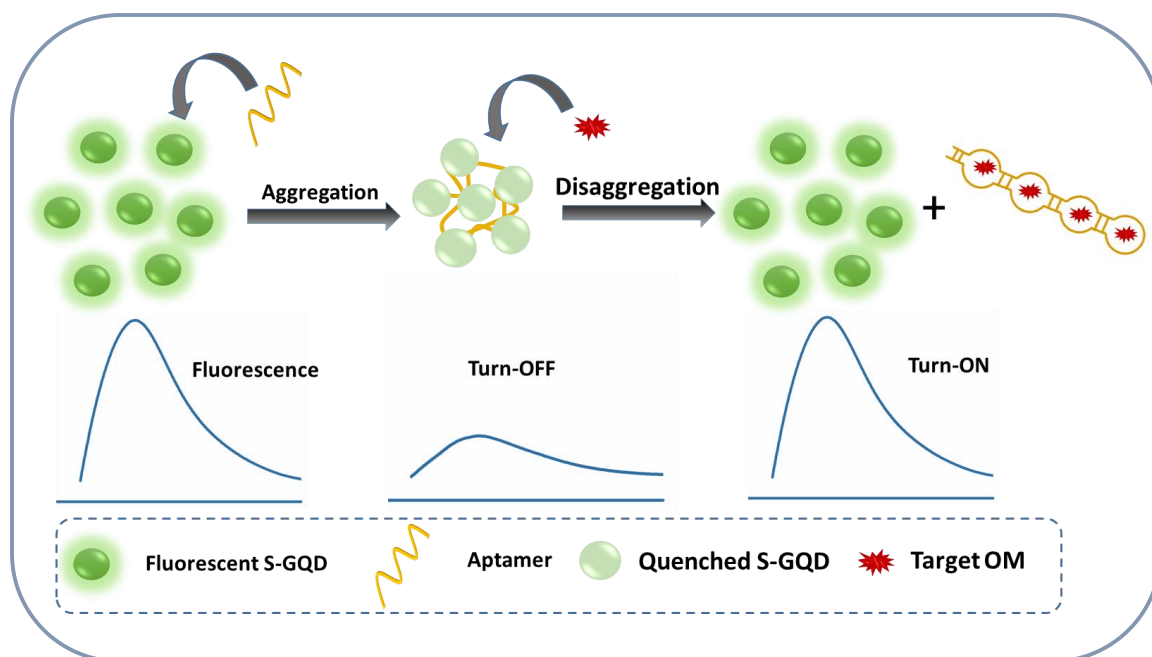 Aggregation
Disaggregation
+
Fluorescence
Turn-OFF
Turn-ON
Fluorescent S-GQD
Aptamer
Quenched S-GQD
Target OM